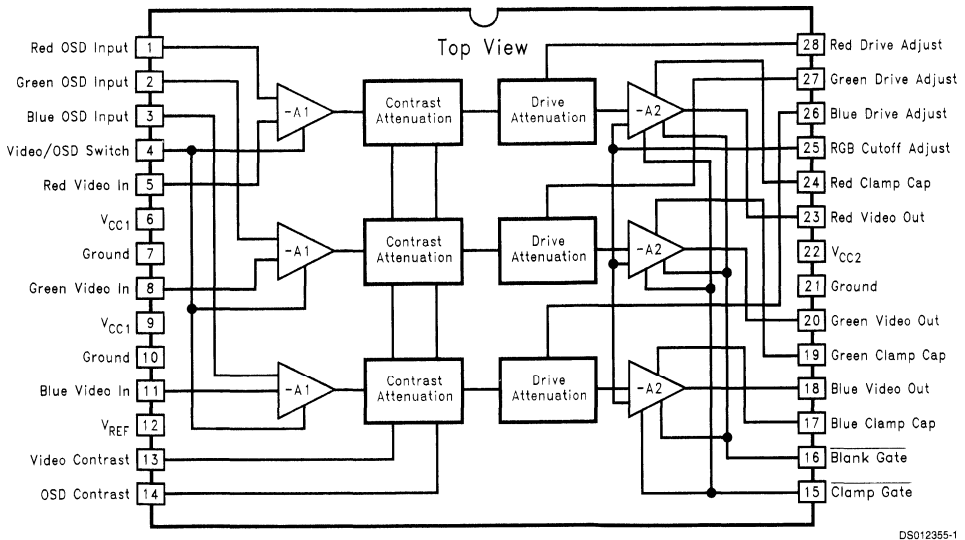 Top View
Red OSD Input 1
Green OSD Input 2
Blue OSD Input 3
Video/OSD Switch 4
Red Video In 5
VCC1 6
Ground 7
Green Video In 8
VCC1 9
Ground 10
Blue Video In 11
VREF 12
Video Contrast 13
OSD Contrast 14
-A1
Contrast
Attenuation
Drive
Attenuation
-A2
-A1
Contrast
Attenuation
Drive
Attenuation
-A2
-A1
Contrast
Attenuation
Drive
Attenuation
-A2
28 Red Drive Adjust
27 Green Drive Adjust
26 Blue Drive Adjust
25 RGB Cutoff Adjust
24 Red Clamp Cap
23 Red Video Out
22 VCC2
21 Ground
20 Green Video Out
19 Green Clamp Cap
18 Blue Video Out
17 Blue Clamp Cap
16 Blank Gate
15 Clamp Gate
DS012355-1